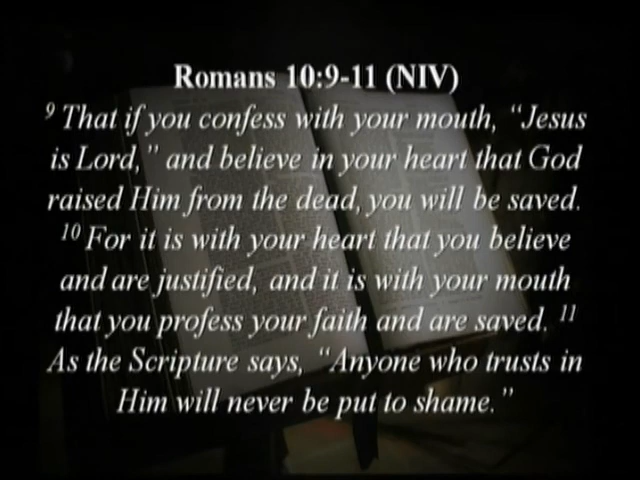 Romans 10:9-11 (NIV)
9 That if you confess with your mouth, “Jesus
is Lord,” and believe in your heart that God
raised Him from the dead, you will be saved.
10 For it is with your heart that you believe
and are justified, and it is with your mouth
that you profess your faith and are saved. 11
As the Scripture says, “Anyone who trusts in
Him will never be put to shame.”